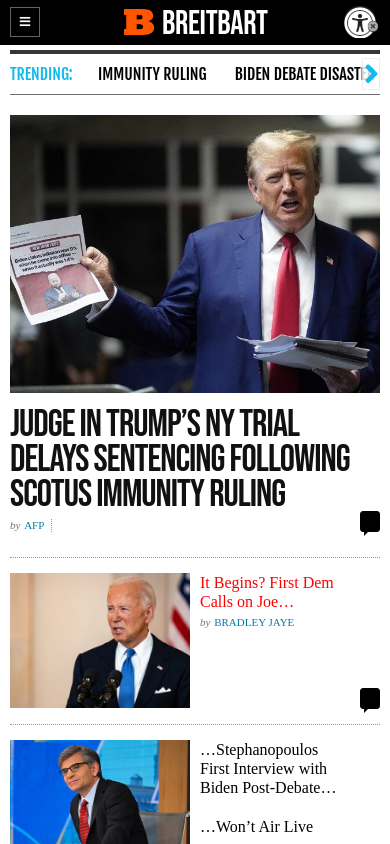 BREITBART
TRENDING:
IMMUNITY RULING
BIDEN DEBATE
JUDGE IN TRUMP’S NY TRIAL
DELAYS SENTENCING FOLLOWING
SCOTUS IMMUNITY RULING
by AFP
It Begins? First Dem
Calls on Joe…
by BRADLEY JAYE
…Stephanopoulos
First Interview with
Biden Post-Debate…
…Won’t Air Live